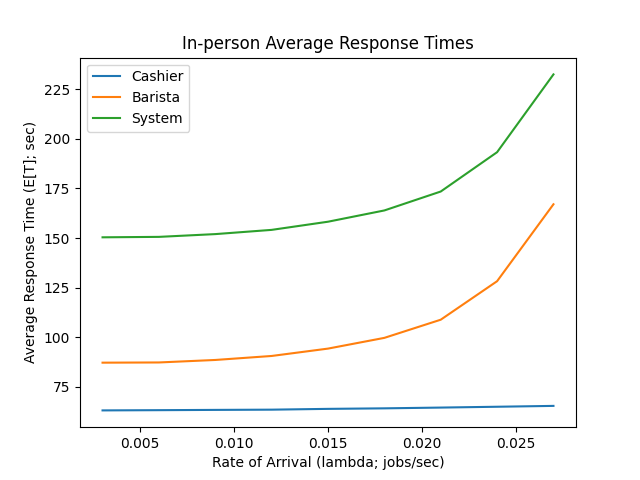 In-person Average Response Times
Cashier
Barista
System
Average Response Time (E[T]; sec)
225
200
175
150
125
100
75
0.005 0.010 0.015 0.020 0.025
Rate of Arrival (lambda; jobs/sec)